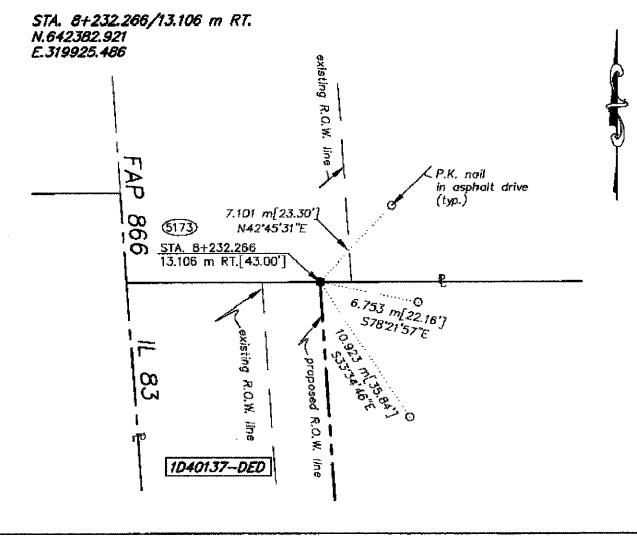 STA. 8+232.266/13.106 m RT.
N.642382.921
E.319925.486
existing R.O.W. line
FAP 866
P.K. nail
in asphalt drive
(typ.)
7.101 m[23.30']
N42°45'31"E
5173
STA. 8+232.266
13.106 m RT.[43.00']
6.753 m[22.16']
S78°21'57"E
10.923 m[35.84']
S33°34'46"E
IL 83
existing R.O.W. line
proposed R.O.W. line
1D40137-DED